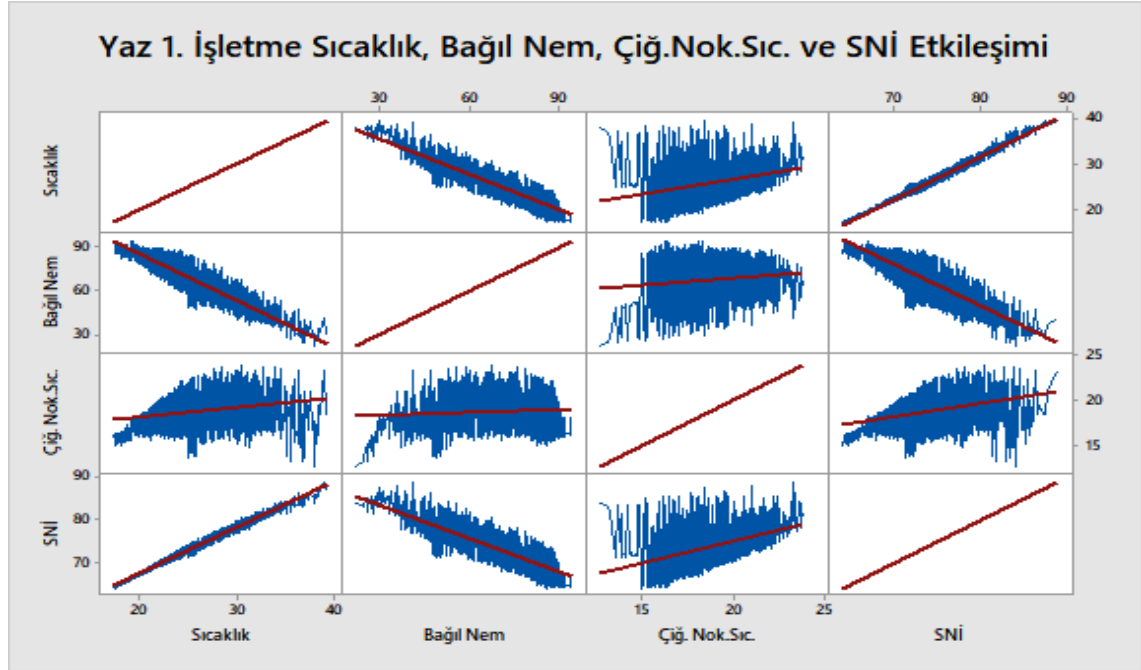 Yaz 1. İşletme Sıcaklık, Bağıl Nem, Çiğ.Nok.Sıc. ve SNİ Etkileşimi
30 60 90 70 80 90
Sıcaklık
40
30
20
Bağıl Nem
90
60
30
Çiğ. Nok.Sıc.
25
20
15
SNİ
90
80
70
20 30 40 15 20 25
Sıcaklık Bağıl Nem Çiğ. Nok.Sıc. SNİ